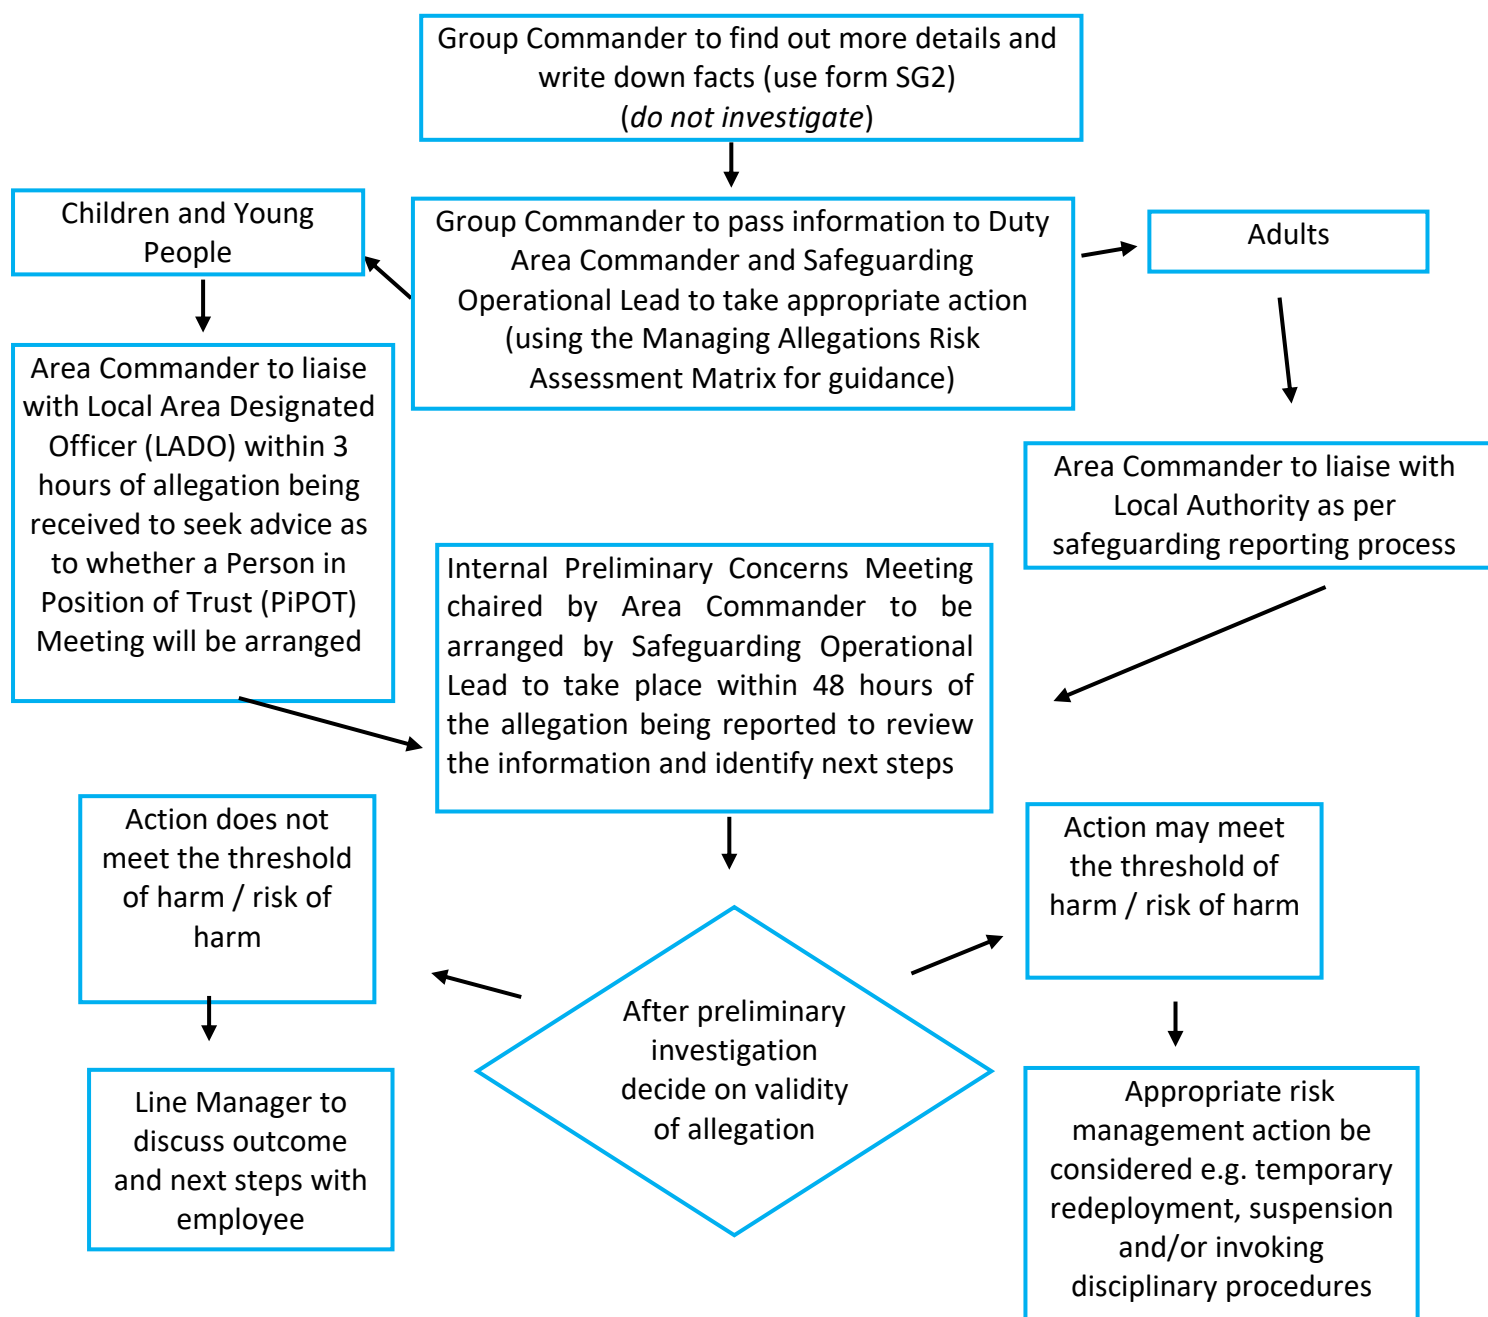 Group Commander to find out more details and
write down facts (use form SG2)
(do not investigate)
Children and Young
People
Group Commander to pass information to Duty
Area Commander and Safeguarding
Operational Lead to take appropriate action
(using the Managing Allegations Risk
Assessment Matrix for guidance)
Adults
Area Commander to liaise
with Local Area Designated
Officer (LADO) within 3
hours of allegation being
received to seek advice as
to whether a Person in
Position of Trust (PiPOT)
Meeting will be arranged
Area Commander to liaise with
Local Authority as per
safeguarding reporting process
Internal Preliminary Concerns Meeting
chaired by Area Commander to be
arranged by Safeguarding Operational
Lead to take place within 48 hours of
the allegation being reported to review
the information and identify next steps
Action does not
meet the threshold
of harm / risk of
harm
Action may meet
the threshold of
harm / risk of harm
After preliminary
investigation
decide on validity
of allegation
Line Manager to
discuss outcome
and next steps with
employee
Appropriate risk
management action be
considered e.g. temporary
redeployment, suspension
and/or invoking
disciplinary procedures